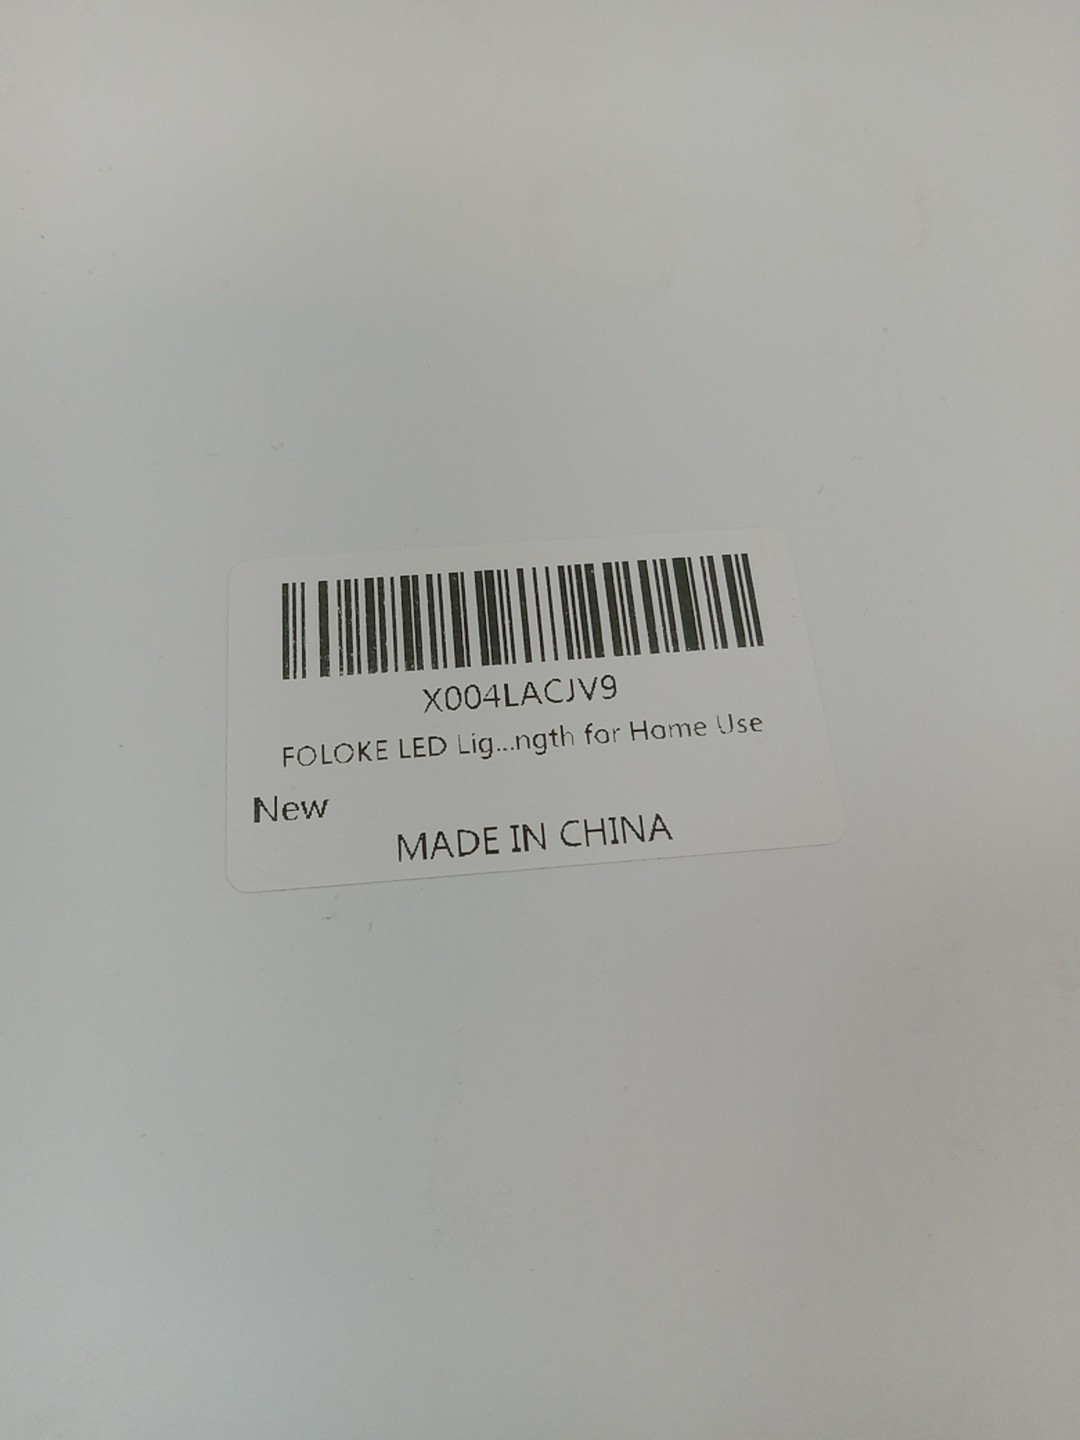 X004LACJV9
FOLOKE LED Lig...ngth for Home Use
New
MADE IN CHINA